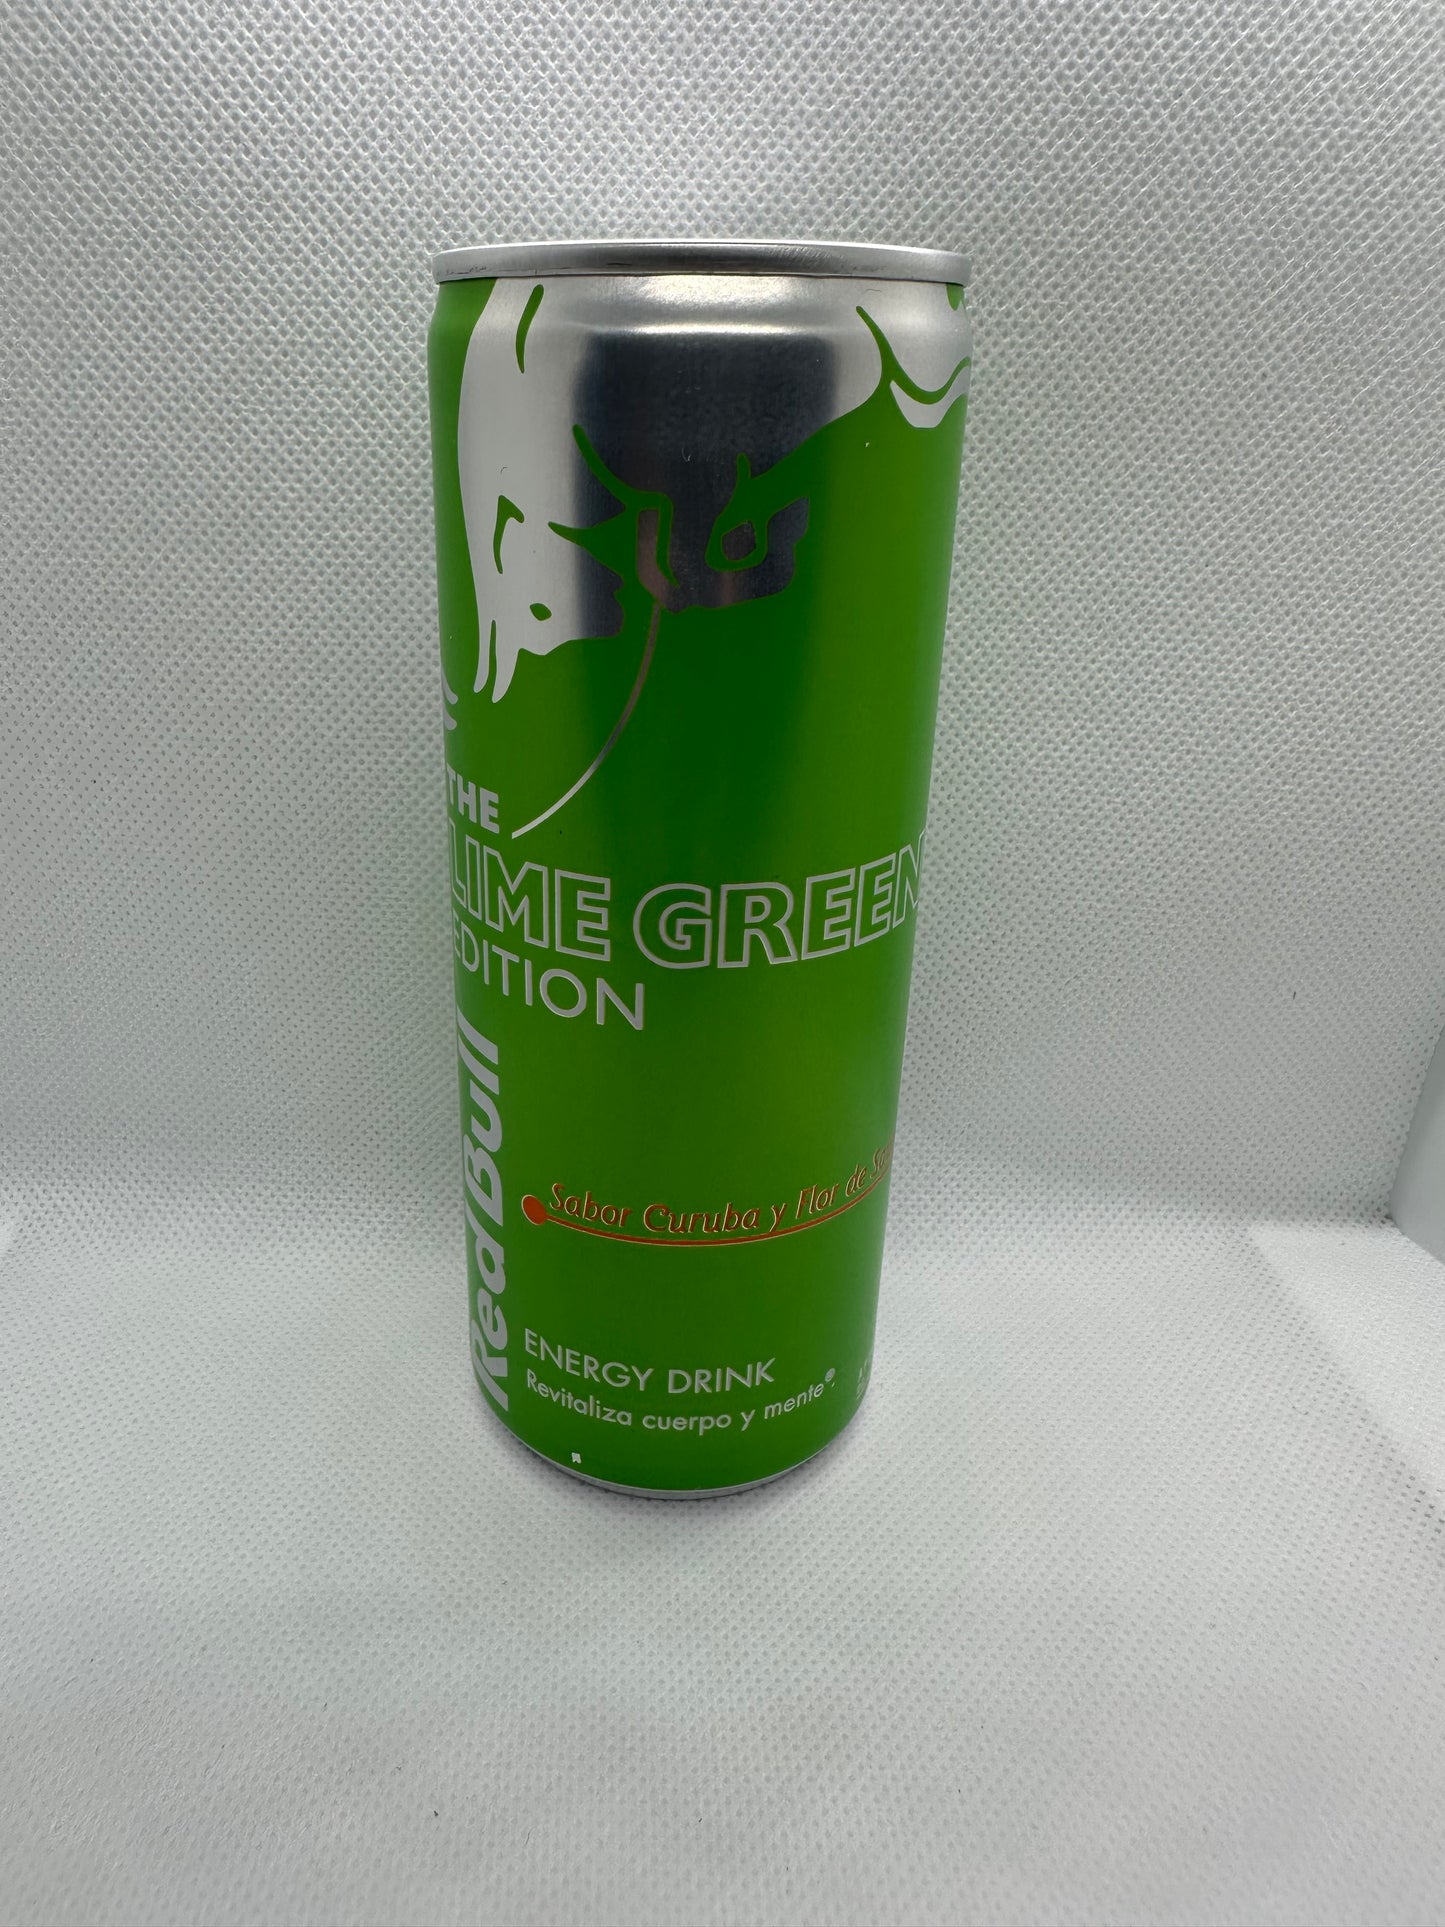 THE
LIME GREEN
EDITION
Red Bull
Sabor Curuba y Flor de
ENERGY DRINK
Revitaliza cuerpo y mente®.